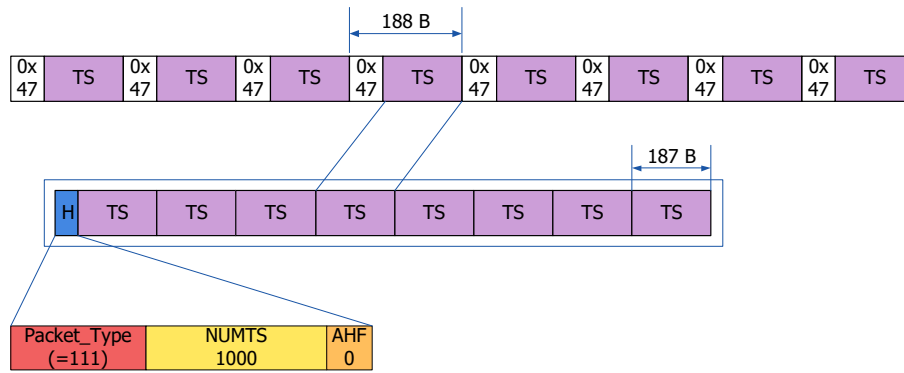 188 B
0x
47
TS
0x
47
TS
0x
47
TS
0x
47
TS
0x
47
TS
0x
47
TS
0x
47
TS
0x
47
TS
187 B
H
TS
TS
TS
TS
TS
TS
TS
TS
Packet_Type
(=111)
NUMTS
1000
AHF
0